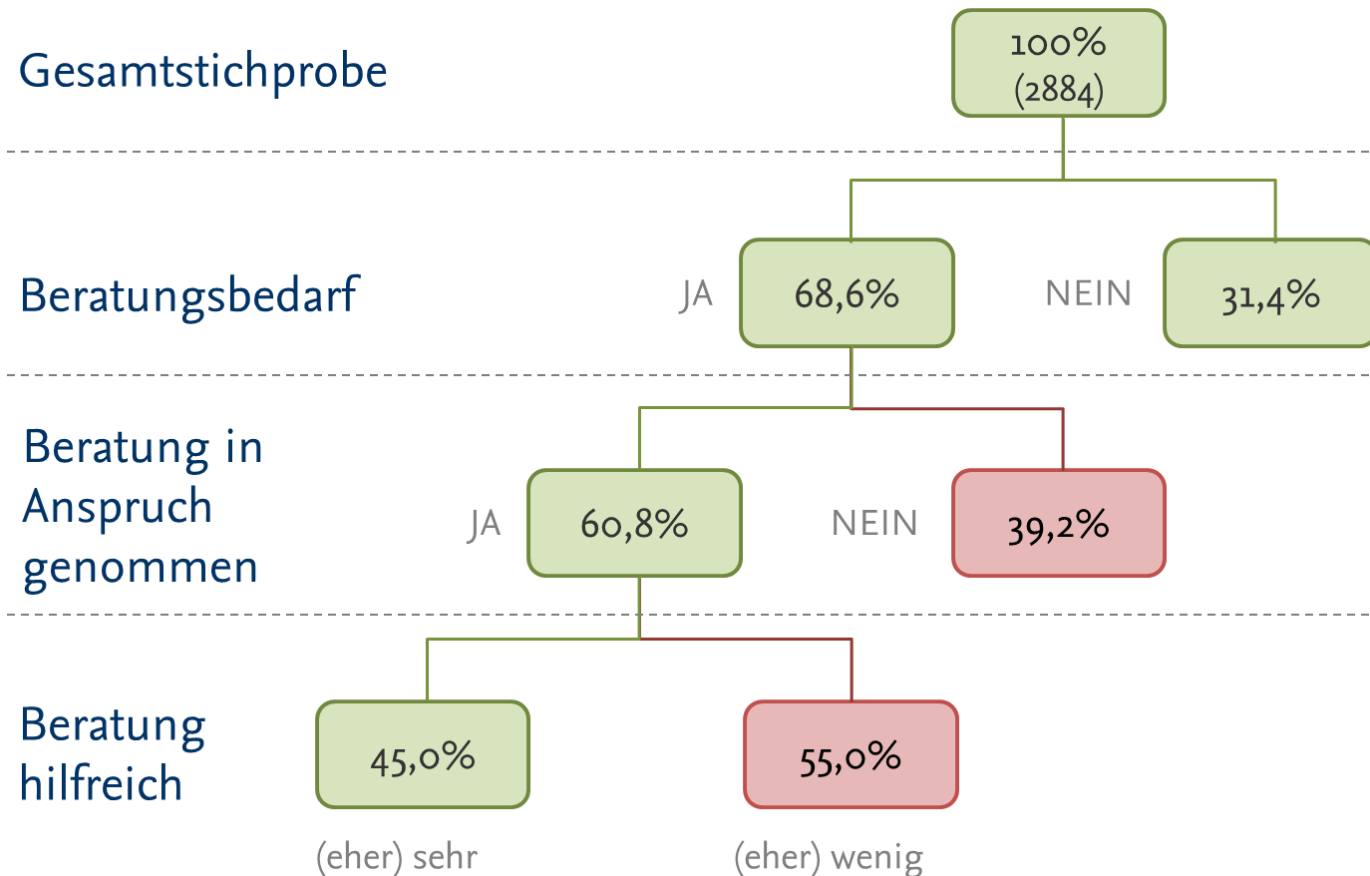 Gesamtstichprobe
100%
(2884)
Beratungsbedarf
JA
68,6%
NEIN
31,4%
Beratung in
Anspruch
genommen
JA
60,8%
NEIN
39,2%
Beratung
hilfreich
45,0%
55,0%
(eher) sehr
(eher) wenig